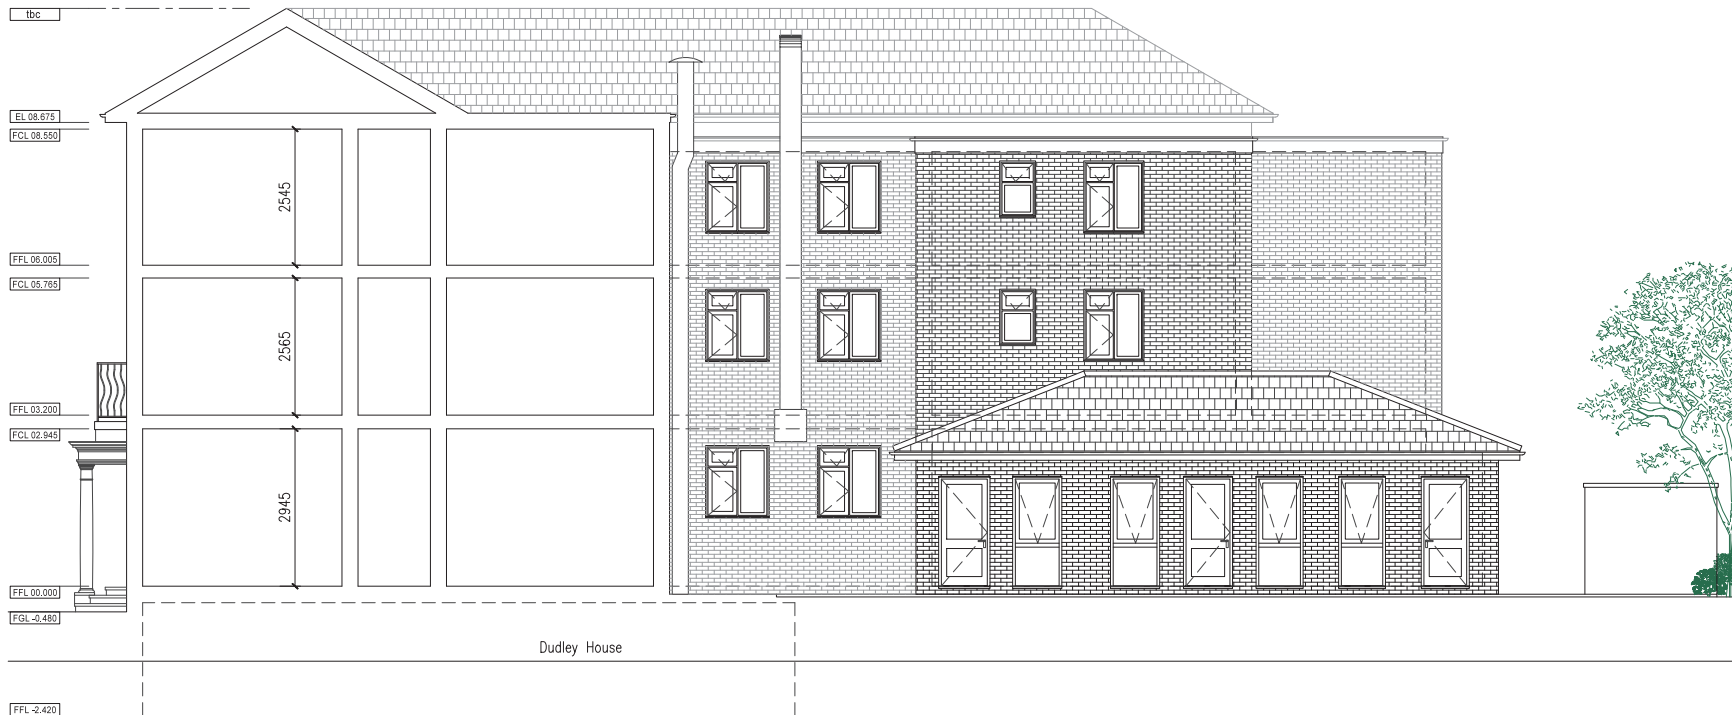 tbc
EL 08.675
FCL 08.550
2545
FFL 06.005
FCL 05.765
2565
FFL 03.200
FCL 02.945
2945
FFL 00.000
FGL -0.480
Dudley House
FFL -2.420